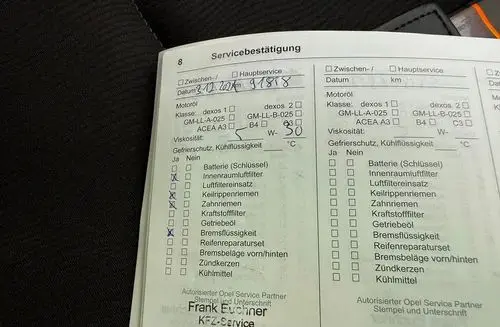 8 Servicebestätigung
☐ Zwischen-/ ☐ Hauptservice
Datum 3.12.2021 km 91818
Motoröl
Klasse: dexos 1 ☐ dexos 2 ☐
GM-LL-A-025 ☐ GM-LL-B-025 ☐
ACEA A3 ☐ B4 ☐ C3 ☐
Viskosität: 5 W- 30
Gefrierschutz, Kühlflüssigkeit ____ °C
Ja Nein
☐ ☐ Batterie (Schlüssel)
☒ ☐ Innenraumluftfilter
☐ ☐ Luftfiltereinsatz
☒ ☐ Keilrippenriemen
☒ ☐ Zahnriemen
☐ ☐ Kraftstofffilter
☐ ☐ Getriebeöl
☒ ☐ Bremsflüssigkeit
☐ ☐ Reifenreparaturset
☐ ☐ Bremsbeläge vorn/hinten
☐ ☐ Zündkerzen
☐ ☐ Kühlmittel
Autorisierter Opel Service Partner
Stempel und Unterschrift
Frank Euchner
KFZ-Service
☐ Zwischen-/ ☐ Hauptservice
Datum km
Motoröl
Klasse: dexos 1 ☐ dexos 2 ☐
GM-LL-A-025 ☐ GM-LL-B-025 ☐
ACEA A3 ☐ B4 ☐ C3 ☐
Viskosität: W-
Gefrierschutz, Kühlflüssigkeit ____ °C
Ja Nein
☐ ☐ Batterie (Schlüssel)
☐ ☐ Innenraumluftfilter
☐ ☐ Luftfiltereinsatz
☐ ☐ Keilrippenriemen
☐ ☐ Zahnriemen
☐ ☐ Kraftstofffilter
☐ ☐ Getriebeöl
☐ ☐ Bremsflüssigkeit
☐ ☐ Reifenreparaturset
☐ ☐ Bremsbeläge vorn/hinten
☐ ☐ Zündkerzen
☐ ☐ Kühlmittel
Autorisierter Opel Service Partner
Stempel und Unterschrift